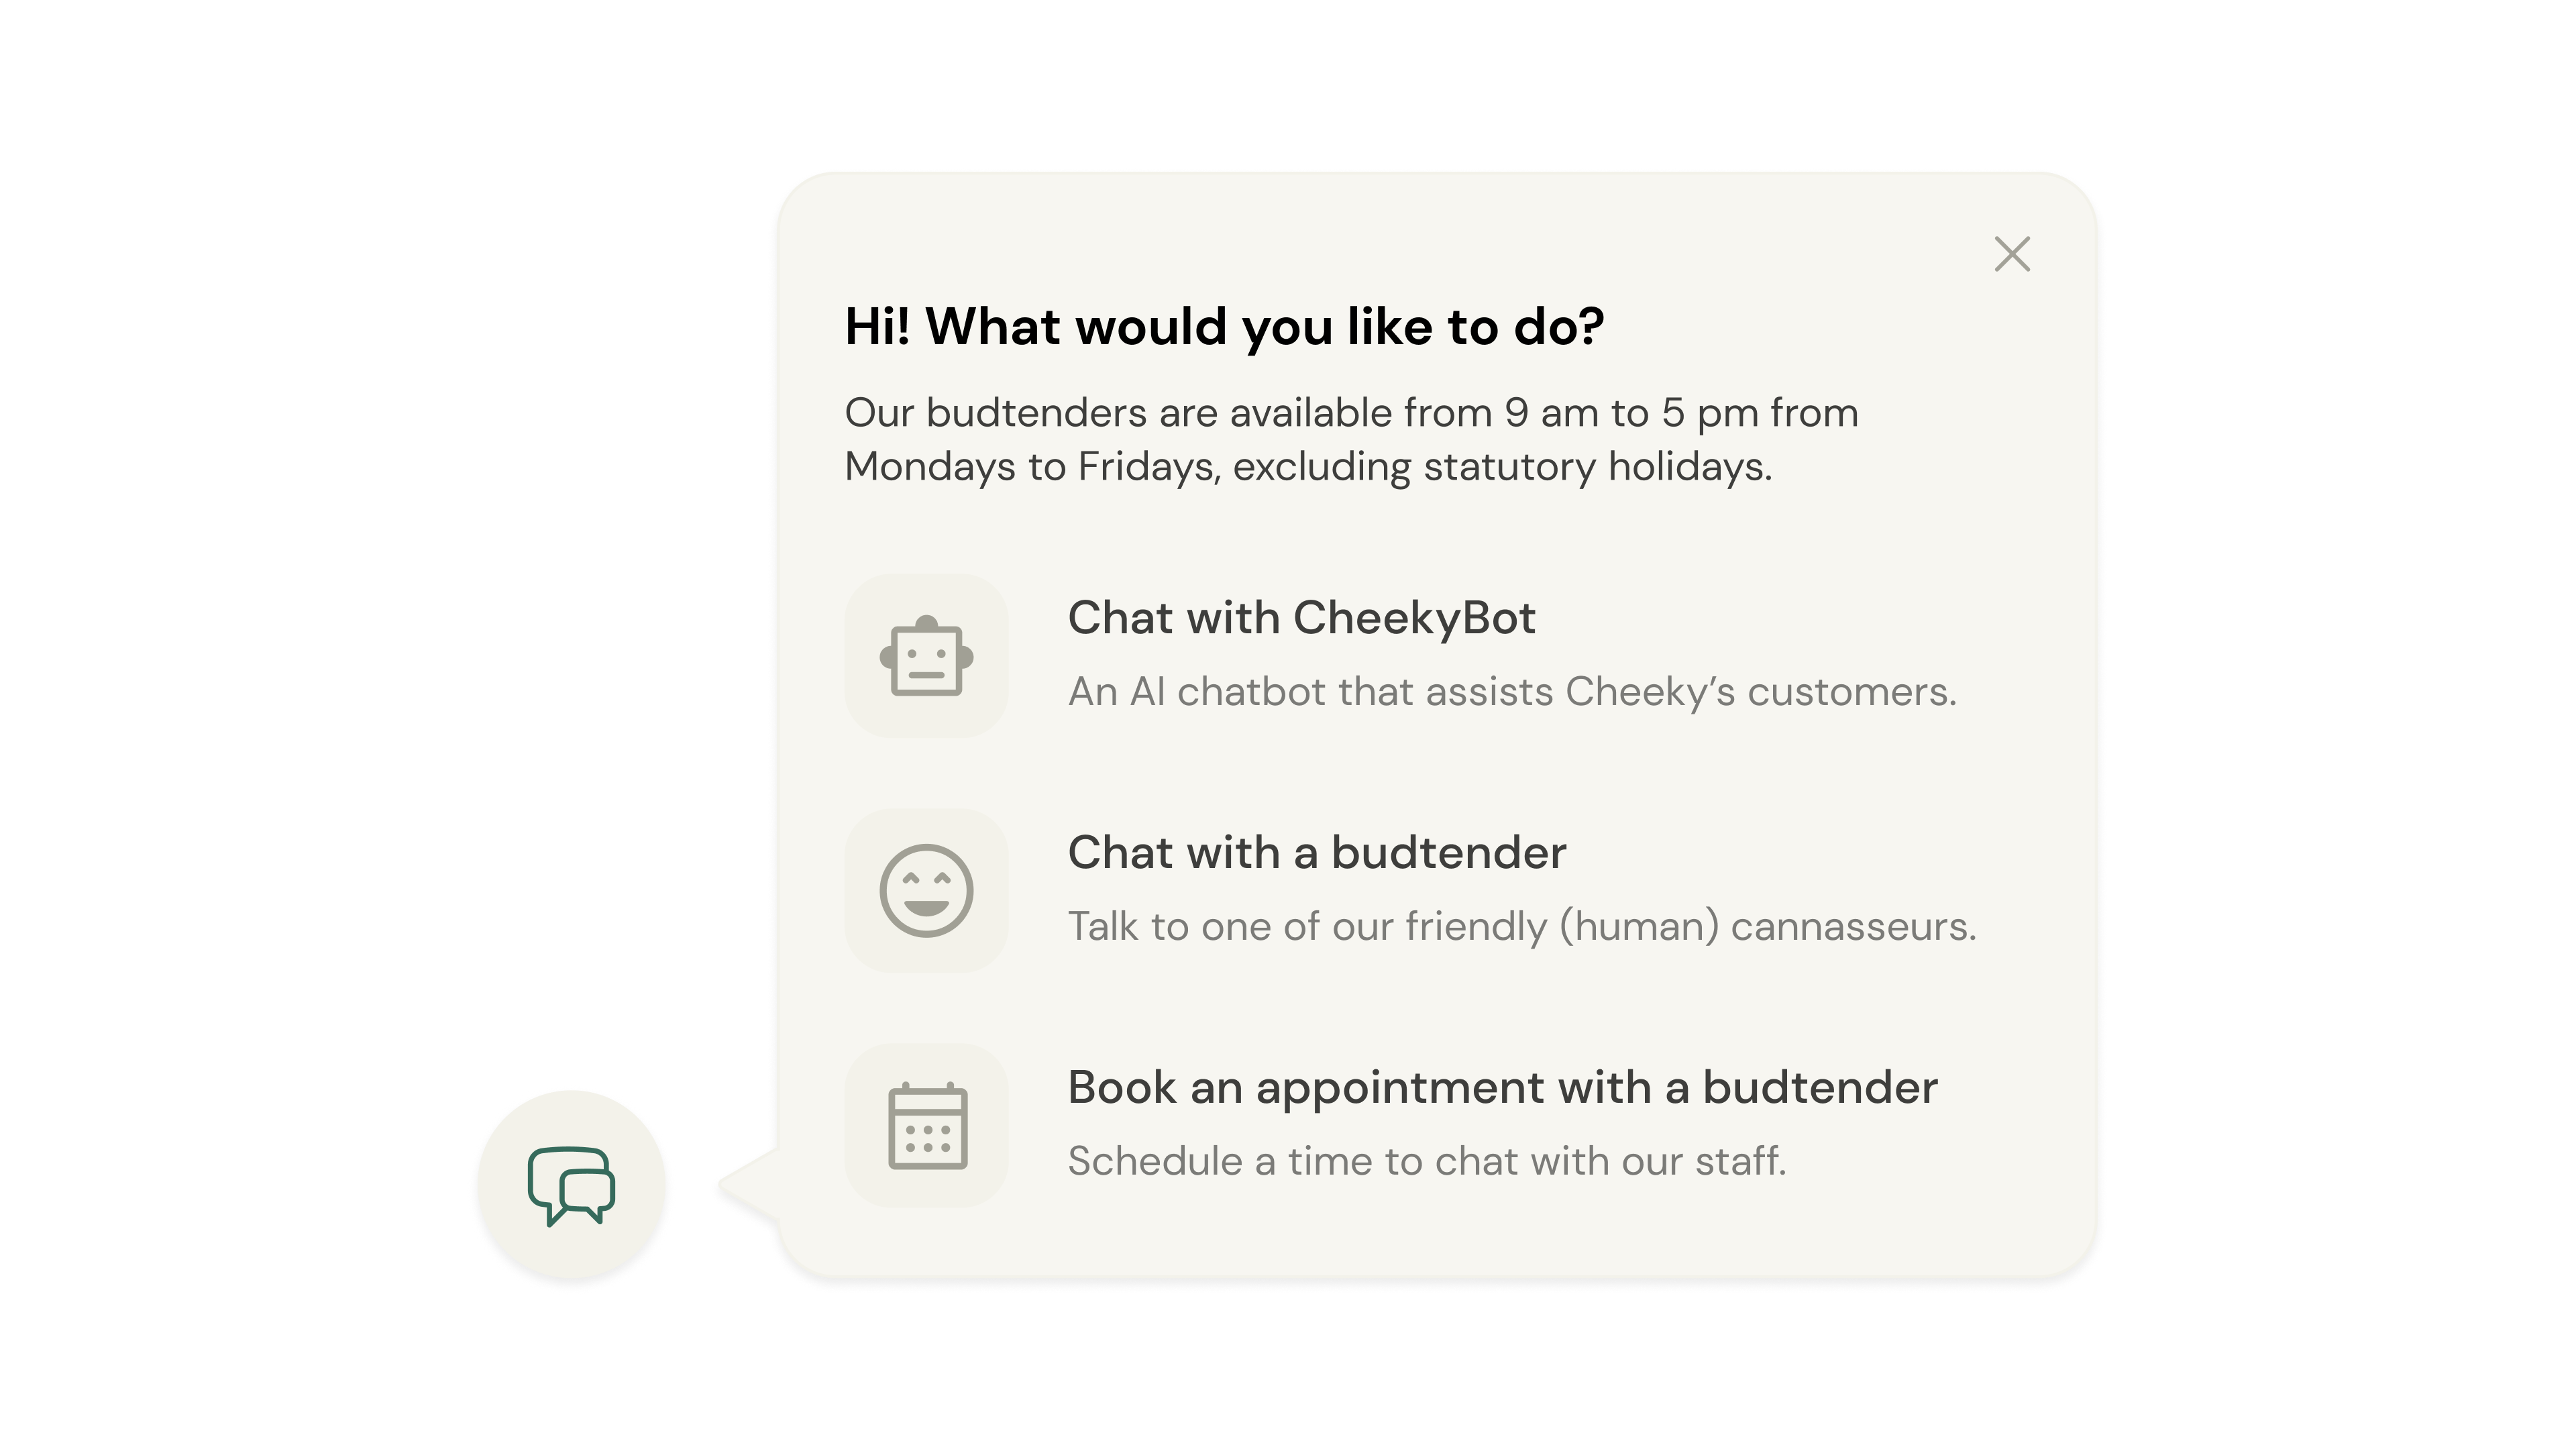 Hi! What would you like to do?
Our budtenders are available from 9 am to 5 pm from
Mondays to Fridays, excluding statutory holidays.
Chat with CheekyBot
An AI chatbot that assists Cheeky’s customers.
Chat with a budtender
Talk to one of our friendly (human) cannasseurs.
Book an appointment with a budtender
Schedule a time to chat with our staff.